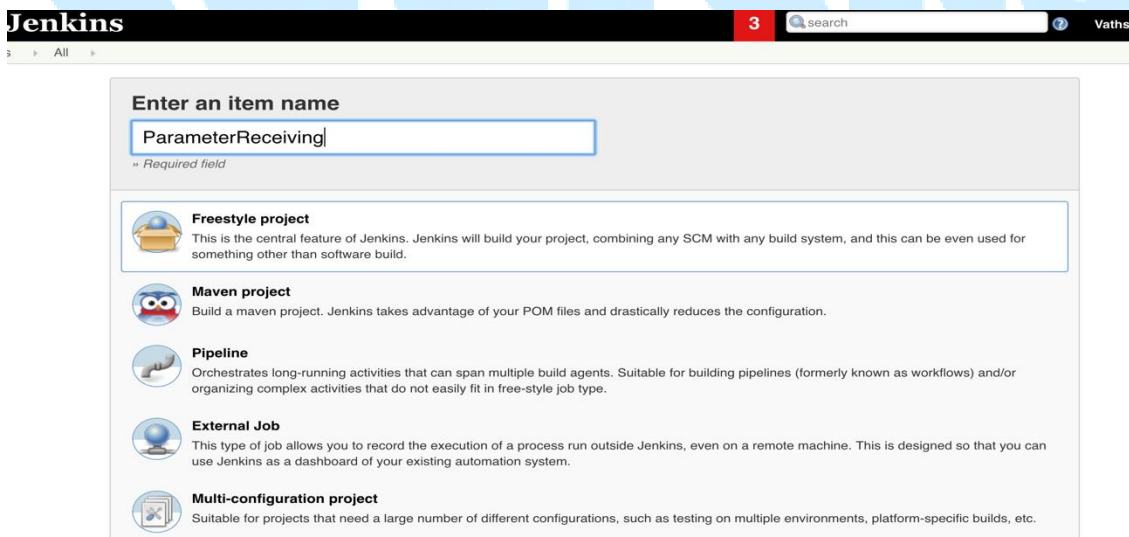 Jenkins
3
search
Vaths
s All
Enter an item name
ParameterReceiving
» Required field
Freestyle project
This is the central feature of Jenkins. Jenkins will build your project, combining any SCM with any build system, and this can be even used for
something other than software build.
Maven project
Build a maven project. Jenkins takes advantage of your POM files and drastically reduces the configuration.
Pipeline
Orchestrates long-running activities that can span multiple build agents. Suitable for building pipelines (formerly known as workflows) and/or
organizing complex activities that do not easily fit in free-style job type.
External Job
This type of job allows you to record the execution of a process run outside Jenkins, even on a remote machine. This is designed so that you can
use Jenkins as a dashboard of your existing automation system.
Multi-configuration project
Suitable for projects that need a large number of different configurations, such as testing on multiple environments, platform-specific builds, etc.